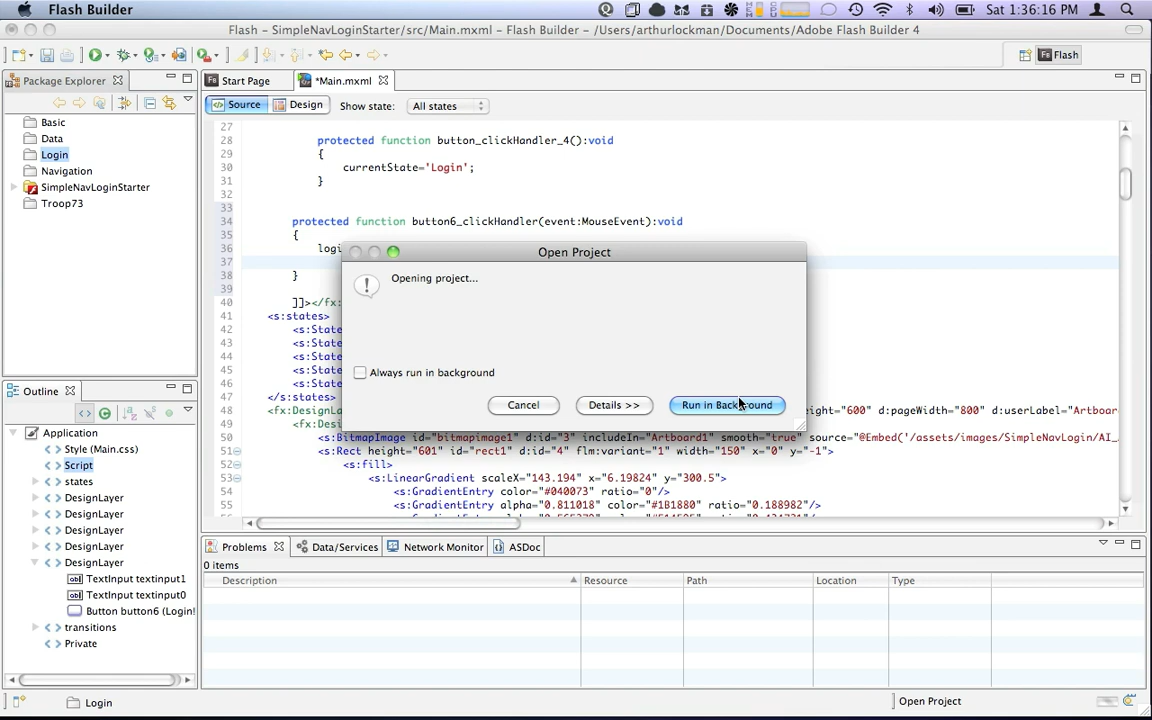 Flash Builder
Sat 1:36:16 PM
Flash – SimpleNavLoginStarter/src/Main.mxml – Flash Builder – /Users/arthurlockman/Documents/Adobe Flash Builder 4
Flash
Package Explorer
Start Page
*Main.mxml
Source
Design
Show state:
All states
Basic
Data
Login
Navigation
SimpleNavLoginStarter
Troop73
27
28 protected function button_clickHandler_4():void
29 {
30 currentState='Login';
31 }
32
33
34 protected function button6_clickHandler(event:MouseEvent):void
35 {
36 logi
37
38 }
39
40 ]]></fx:
41 <s:states>
42 <s:State
43 <s:State
44 <s:State
45 <s:State
46 <s:State
47 </s:states>
48 <fx:DesignLa
eight="600" d:pageWidth="800" d:userLabel="Artboar
49 <fx:Desi
50 <s:BitmapImage id="bitmapimage1" d:id="3" includeIn="Artboard1" smooth="true" source="@Embed('/assets/images/SimpleNavLogin/AI_
51 <s:Rect height="601" id="rect1" d:id="4" flm:variant="1" width="150" x="0" y="-1">
52 <s:fill>
53 <s:LinearGradient scaleX="143.194" x="6.19824" y="300.5">
54 <s:GradientEntry color="#040073" ratio="0"/>
55 <s:GradientEntry alpha="0.811018" color="#1B1880" ratio="0.188982"/>
Open Project
Opening project...
Always run in background
Cancel
Details >>
Run in Background
Outline
Application
Style (Main.css)
Script
states
DesignLayer
DesignLayer
DesignLayer
DesignLayer
DesignLayer
TextInput textinput1
TextInput textinput0
Button button6 (Login!
transitions
Private
Problems
Data/Services
Network Monitor
ASDoc
0 items
Description
Resource
Path
Location
Type
Login
Open Project